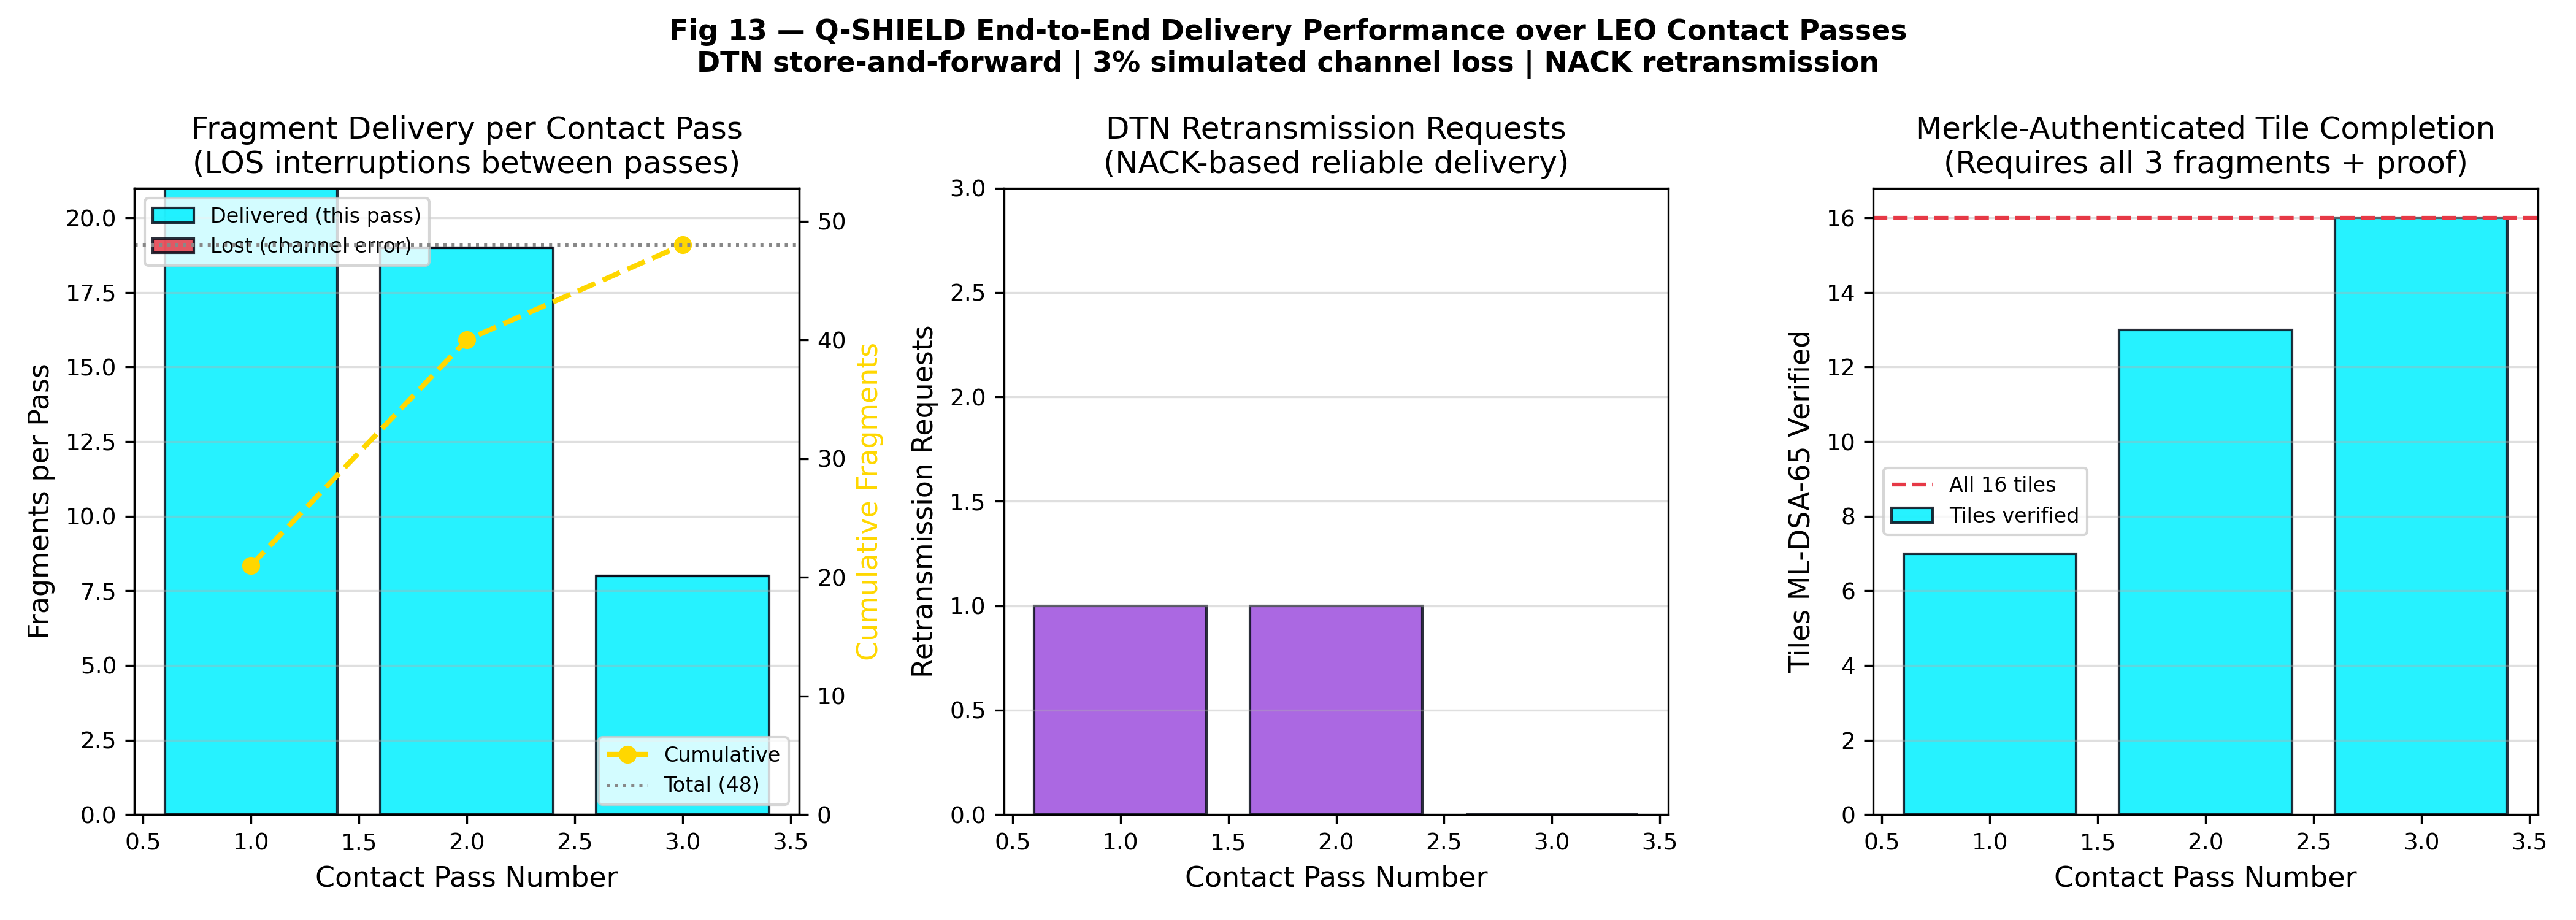 Fig 13 — Q-SHIELD End-to-End Delivery Performance over LEO Contact Passes
DTN store-and-forward | 3% simulated channel loss | NACK retransmission
Fragment Delivery per Contact Pass
(LOS interruptions between passes)
Fragments per Pass
20.0
17.5
15.0
12.5
10.0
7.5
5.0
2.5
0.0
Delivered (this pass)
Lost (channel error)
Cumulative
Total (48)
50
40
30
20
10
0
Cumulative Fragments
0.5 1.0 1.5 2.0 2.5 3.0 3.5
Contact Pass Number
DTN Retransmission Requests
(NACK-based reliable delivery)
Retransmission Requests
3.0
2.5
2.0
1.5
1.0
0.5
0.0
0.5 1.0 1.5 2.0 2.5 3.0 3.5
Contact Pass Number
Merkle-Authenticated Tile Completion
(Requires all 3 fragments + proof)
Tiles ML-DSA-65 Verified
16
14
12
10
8
6
4
2
0
All 16 tiles
Tiles verified
0.5 1.0 1.5 2.0 2.5 3.0 3.5
Contact Pass Number